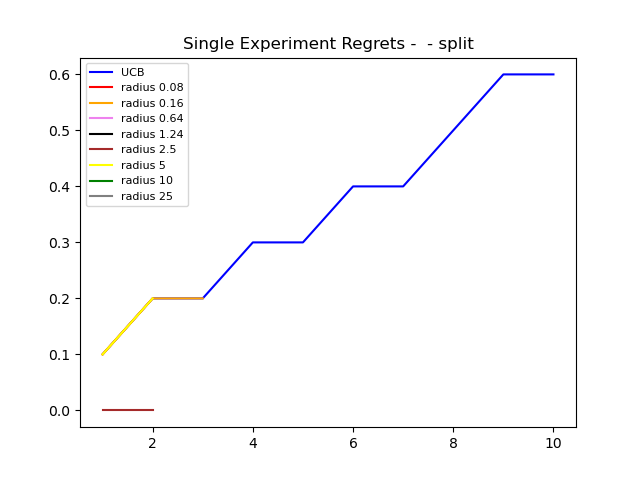 Single Experiment Regrets -  - split
0.6
0.5
0.4
0.3
0.2
0.1
0.0
UCB
radius 0.08
radius 0.16
radius 0.64
radius 1.24
radius 2.5
radius 5
radius 10
radius 25
2 4 6 8 10